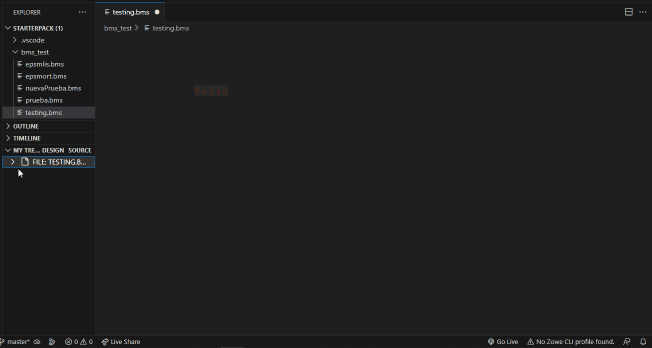 EXPLORER
testing.bms
STARTERPACK (1)
bms_test > testing.bms
.vscode
bms_test
epsmlis.bms
epsmort.bms
nuevaPrueba.bms
prueba.bms
testing.bms
OUTLINE
TIMELINE
MY TRE... DESIGN SOURCE
FILE: TESTING.B...
master* 0 0 Live Share Go Live No Zowe CLI profile found.